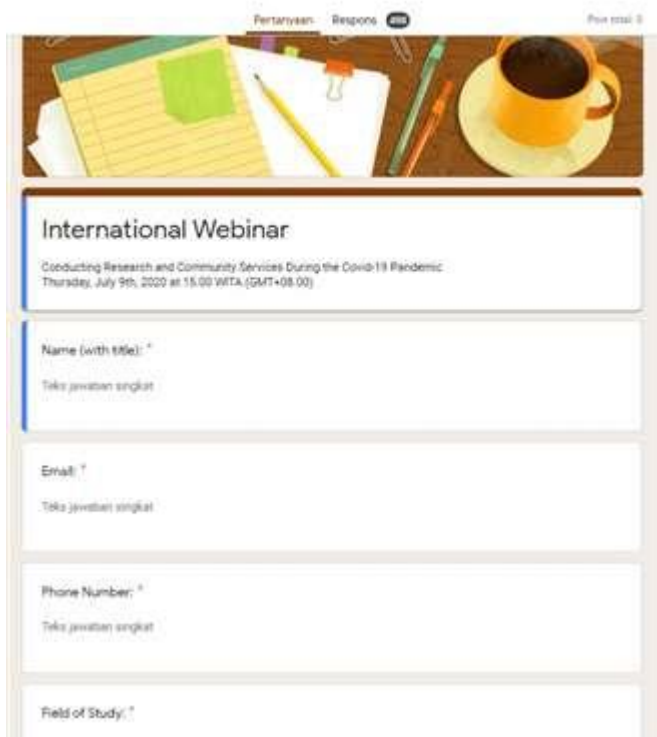 Pertanyaan Respons
International Webinar
Conducting Research and Community Services During the Covid-19 Pandemic
Thursday, July 9th, 2020 at 15.00 WITA (GMT+08.00)
Name (with title): *
Teks jawaban singkat
Email: *
Teks jawaban singkat
Phone Number: *
Teks jawaban singkat
Field of Study: *